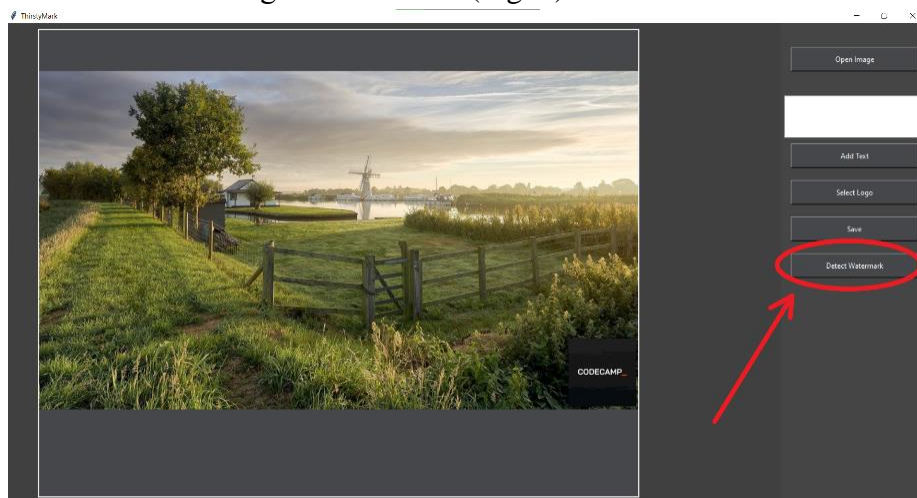 ThirstyMark
Open Image
Add Text
Select Logo
Save
Detect Watermark
CODECAMP_